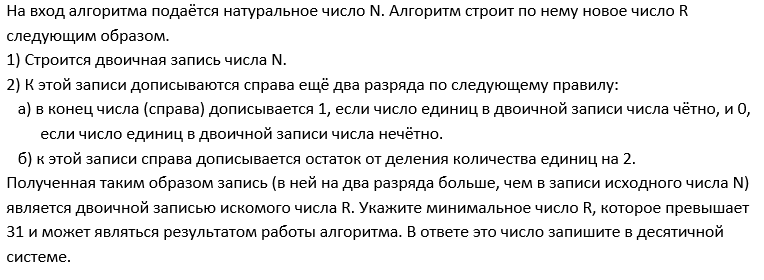 На вход алгоритма подаётся натуральное число N. Алгоритм строит по нему новое число R
следующим образом.
1) Строится двоичная запись числа N.
2) К этой записи дописываются справа ещё два разряда по следующему правилу:
а) в конец числа (справа) дописывается 1, если число единиц в двоичной записи числа чётно, и 0,
если число единиц в двоичной записи числа нечётно.
б) к этой записи справа дописывается остаток от деления количества единиц на 2.
Полученная таким образом запись (в ней на два разряда больше, чем в записи исходного числа N)
является двоичной записью искомого числа R. Укажите минимальное число R, которое превышает
31 и может являться результатом работы алгоритма. В ответе это число запишите в десятичной
системе.